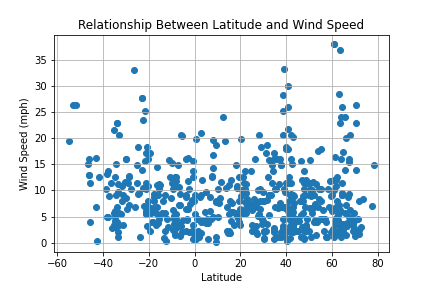 Relationship Between Latitude and Wind Speed
Wind Speed (mph)
35
30
25
20
15
10
5
0
−60 −40 −20 0 20 40 60 80
Latitude